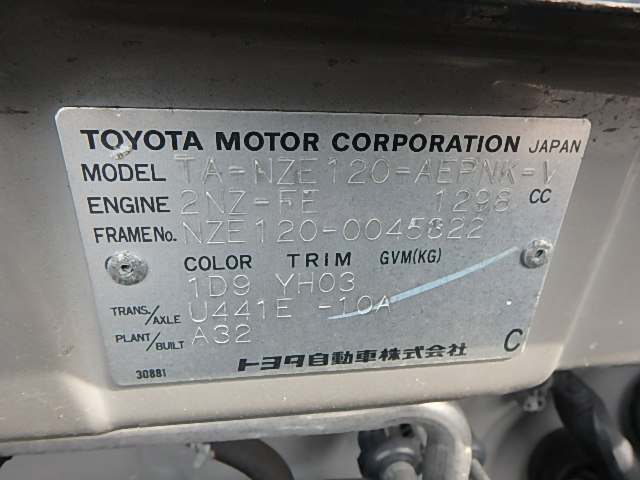 TOYOTA MOTOR CORPORATION JAPAN
MODEL TA-NZE120-AEPNK-V
ENGINE 2NZ-FE 1298 CC
FRAME No. NZE120-0045822
COLOR TRIM GVM(KG)
1D9 YH03
TRANS./AXLE U441E -10A
PLANT/BUILT A32
トヨタ自動車株式会社 C
30881